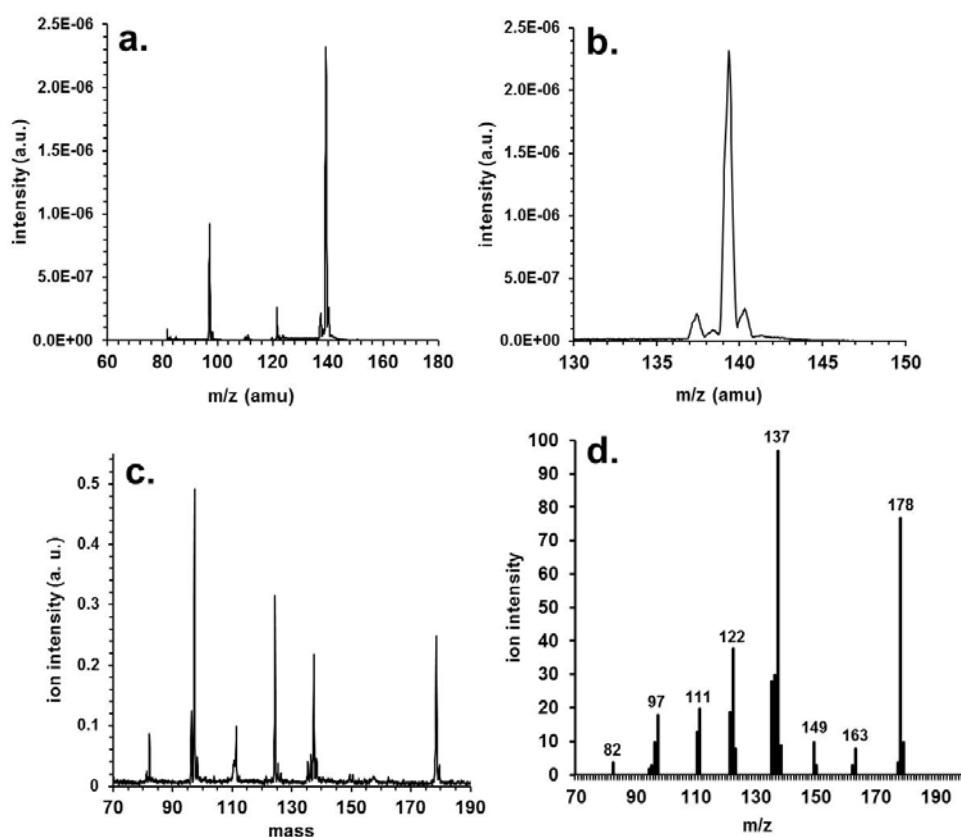 a.
2.5E-06
2.0E-06
1.5E-06
1.0E-06
5.0E-07
0.0E+00
intensity (a.u.)
60 80 100 120 140 160 180
m/z (amu)
b.
2.5E-06
2.0E-06
1.5E-06
1.0E-06
5.0E-07
0.0E+00
intensity (a.u.)
130 135 140 145 150
m/z (amu)
c.
0.5
0.4
0.3
0.2
0.1
0
ion intensity (a. u.)
70 90 110 130 150 170 190
mass
d.
100
90
80
70
60
50
40
30
20
10
0
ion intensity
137
178
122
111
97
149
163
82
70 90 110 130 150 170 190
m/z